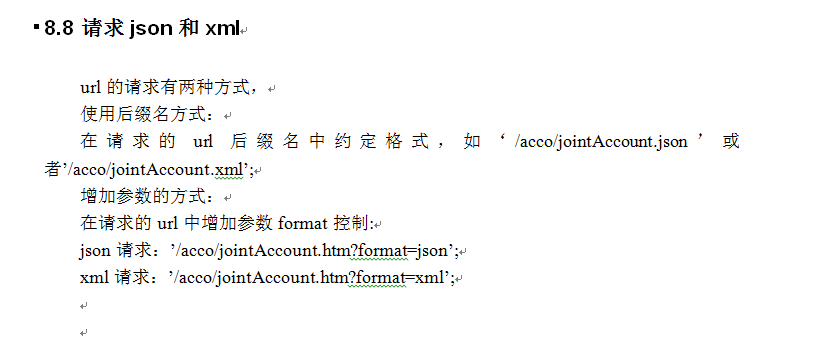 8.8 请求 json 和 xml
url 的请求有两种方式，
使用后缀名方式：
在请求的 url 后缀名中约定格式，如‘/acco/jointAccount.json’或
者’/acco/jointAccount.xml’;
增加参数的方式：
在请求的 url 中增加参数 format 控制:
json 请求：’/acco/jointAccount.htm?format=json’;
xml 请求：’/acco/jointAccount.htm?format=xml’;